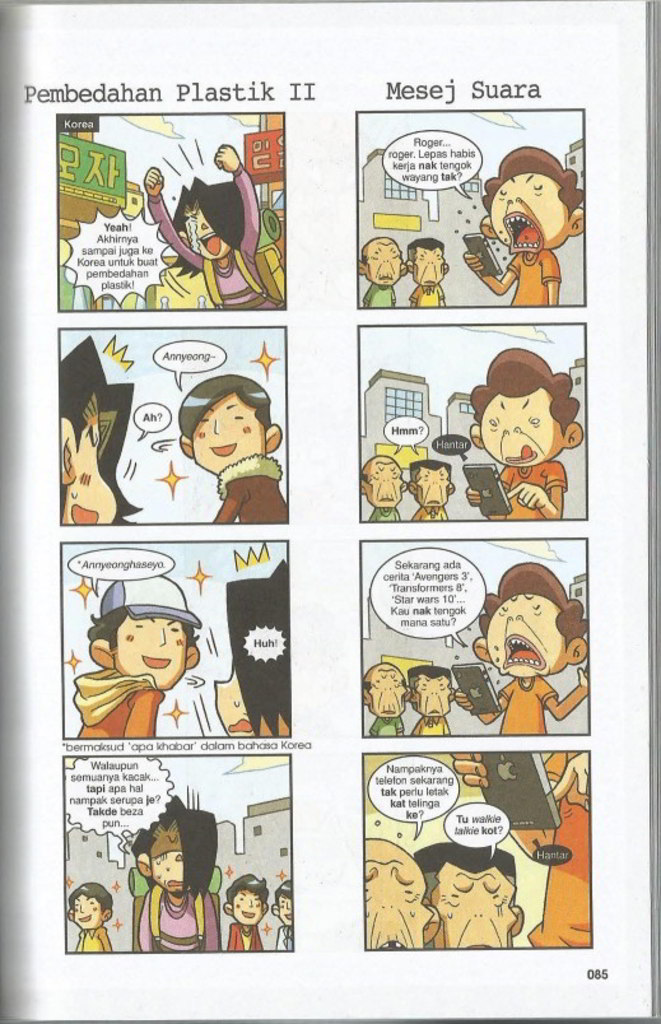 Pembedahan Plastik II
Korea
모자
믿
Yeah!
Akhirnya
sampai juga ke
Korea untuk buat
pembedahan
plastik!
Annyeong~
Ah?
*Annyeonghaseyo.
Huh!
*bermaksud 'apa khabar' dalam bahasa Korea
Walaupun
semuanya kacak...
tapi apa hal
nampak serupa je?
Takde beza
pun...
Mesej Suara
Roger...
roger. Lepas habis
kerja nak tengok
wayang tak?
Hmm?
Hantar
Sekarang ada
cerita 'Avengers 3',
'Transformers 8',
'Star wars 10'...
Kau nak tengok
mana satu?
Nampaknya
telefon sekarang
tak perlu letak
kat telinga
ke?
Tu walkie
talkie kot?
Hantar
085